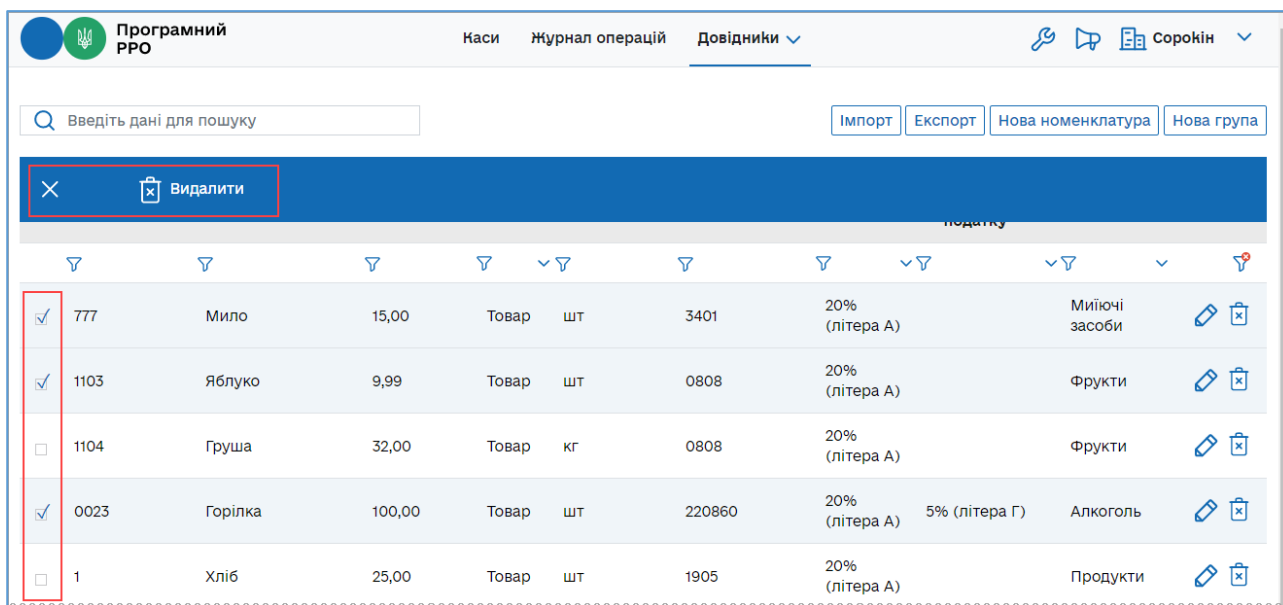 Програмний
РРО
Каси Журнал операцій Довідники Сорокін
Введіть дані для пошуку Імпорт Експорт Нова номенклатура Нова група
Видалити
податку
777 Мило 15,00 Товар шт 3401 20% (літера А) Миїючі засоби
1103 Яблуко 9,99 Товар шт 0808 20% (літера А) Фрукти
1104 Груша 32,00 Товар кг 0808 20% (літера А) Фрукти
0023 Горілка 100,00 Товар шт 220860 20% (літера А) 5% (літера Г) Алкоголь
1 Хліб 25,00 Товар шт 1905 20% (літера А) Продукти